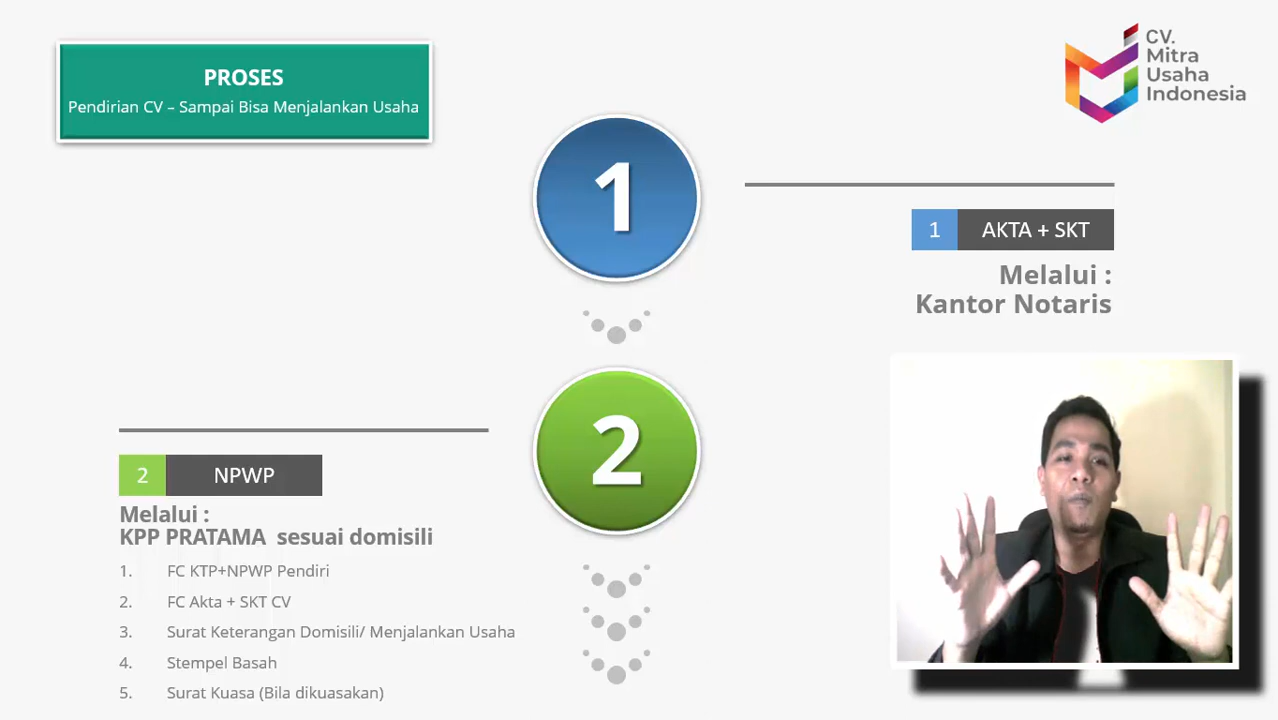 PROSES
Pendirian CV – Sampai Bisa Menjalankan Usaha
CV.
Mitra
Usaha
Indonesia
1
1 AKTA + SKT
Melalui :
Kantor Notaris
2
2 NPWP
Melalui :
KPP PRATAMA sesuai domisili
1. FC KTP+NPWP Pendiri
2. FC Akta + SKT CV
3. Surat Keterangan Domisili/ Menjalankan Usaha
4. Stempel Basah
5. Surat Kuasa (Bila dikuasakan)